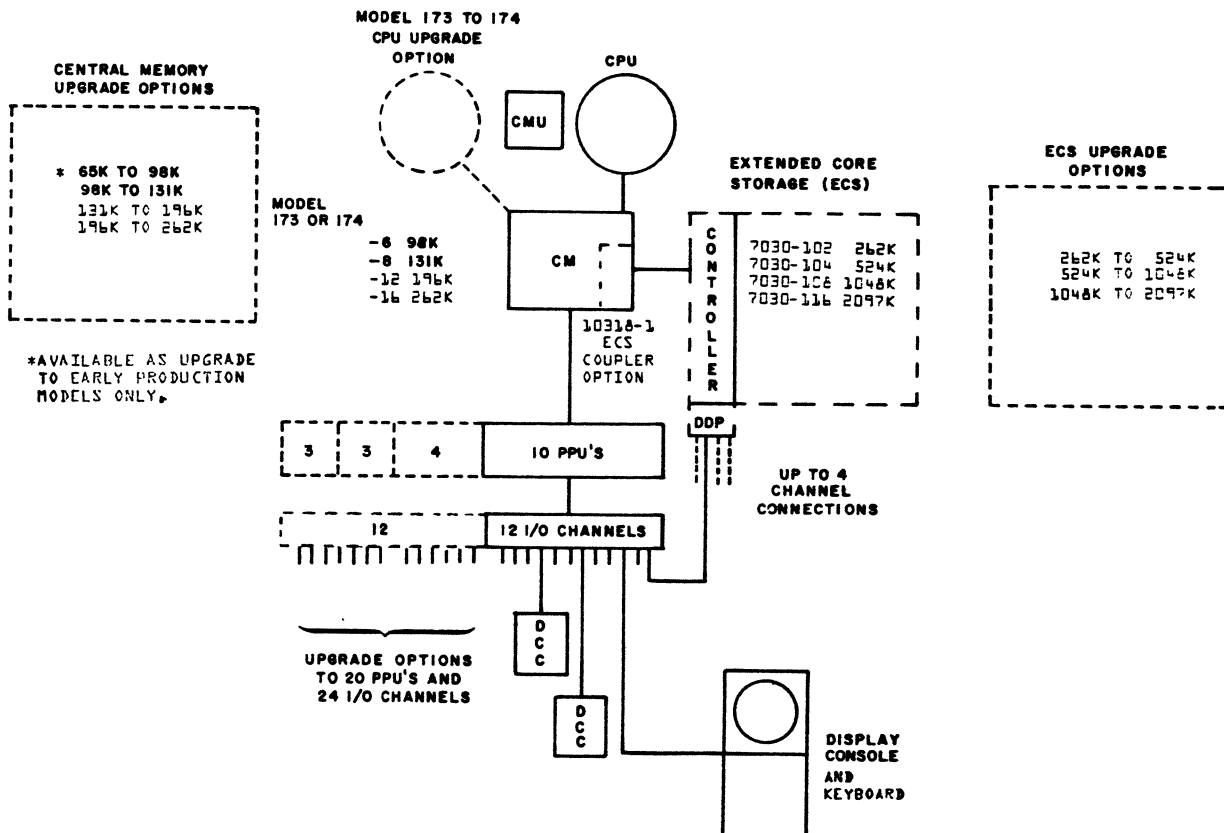 MODEL 173 TO 174
CPU UPGRADE
OPTION
CENTRAL MEMORY
UPGRADE OPTIONS
* 65K TO 98K
98K TO 131K
131K TO 196K
196K TO 262K
*AVAILABLE AS UPGRADE
TO EARLY PRODUCTION
MODELS ONLY.
CMU
CPU
MODEL
173 OR 174
-6 98K
-8 131K
-12 196K
-16 262K
CM
10318-1
ECS
COUPLER
OPTION
EXTENDED CORE
STORAGE (ECS)
CONTROLLER
7030-102 262K
7030-104 524K
7030-108 1048K
7030-116 2097K
DDP
UP TO 4
CHANNEL
CONNECTIONS
ECS UPGRADE
OPTIONS
262K TO 524K
524K TO 1048K
1048K TO 2097K
3 3 4 10 PPU'S
12 12 I/O CHANNELS
UPGRADE OPTIONS
TO 20 PPU'S AND
24 I/O CHANNELS
DCC
DCC
DISPLAY
CONSOLE
AND
KEYBOARD